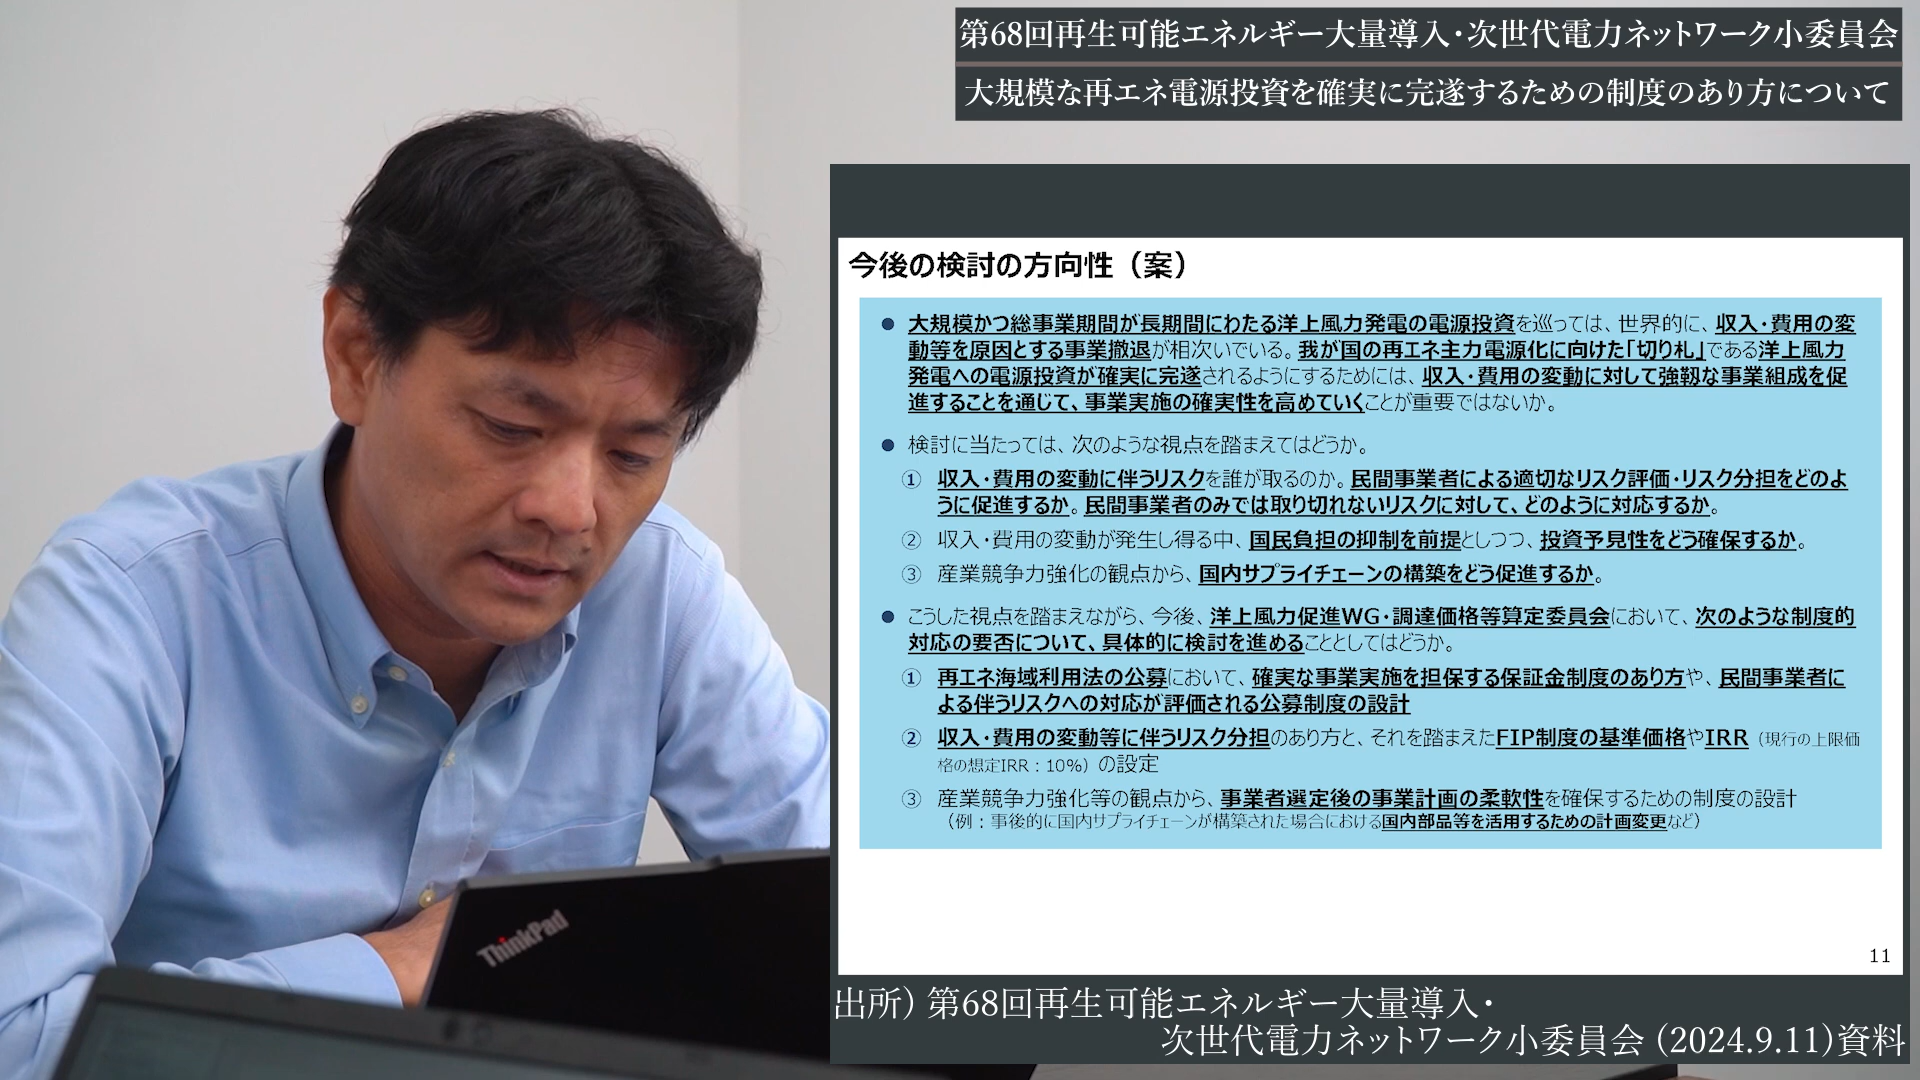 第68回再生可能エネルギー大量導入・次世代電力ネットワーク小委員会
大規模な再エネ電源投資を確実に完遂するための制度のあり方について
今後の検討の方向性（案）
● 大規模かつ総事業期間が長期間にわたる洋上風力発電の電源投資を巡っては、世界的に、収入・費用の変
動等を原因とする事業撤退が相次いでいる。我が国の再エネ主力電源化に向けた「切り札」である洋上風力
発電への電源投資が確実に完遂されるようにするためには、収入・費用の変動に対して強靱な事業組成を促
進することを通じて、事業実施の確実性を高めていくことが重要ではないか。
● 検討に当たっては、次のような視点を踏まえてはどうか。
① 収入・費用の変動に伴うリスクを誰が取るのか。民間事業者による適切なリスク評価・リスク分担をどのよ
うに促進するか。民間事業者のみでは取り切れないリスクに対して、どのように対応するか。
② 収入・費用の変動が発生し得る中、国民負担の抑制を前提としつつ、投資予見性をどう確保するか。
③ 産業競争力強化の観点から、国内サプライチェーンの構築をどう促進するか。
● こうした視点を踏まえながら、今後、洋上風力促進WG・調達価格等算定委員会において、次のような制度的
対応の要否について、具体的に検討を進めることとしてはどうか。
① 再エネ海域利用法の公募において、確実な事業実施を担保する保証金制度のあり方や、民間事業者に
よる伴うリスクへの対応が評価される公募制度の設計
② 収入・費用の変動等に伴うリスク分担のあり方と、それを踏まえたFIP制度の基準価格やIRR（現行の上限価
格の想定IRR：10%）の設定
③ 産業競争力強化等の観点から、事業者選定後の事業計画の柔軟性を確保するための制度の設計
（例：事後的に国内サプライチェーンが構築された場合における国内部品等を活用するための計画変更など）
11
ThinkPad
出所）第68回再生可能エネルギー大量導入・
次世代電力ネットワーク小委員会 (2024.9.11)資料